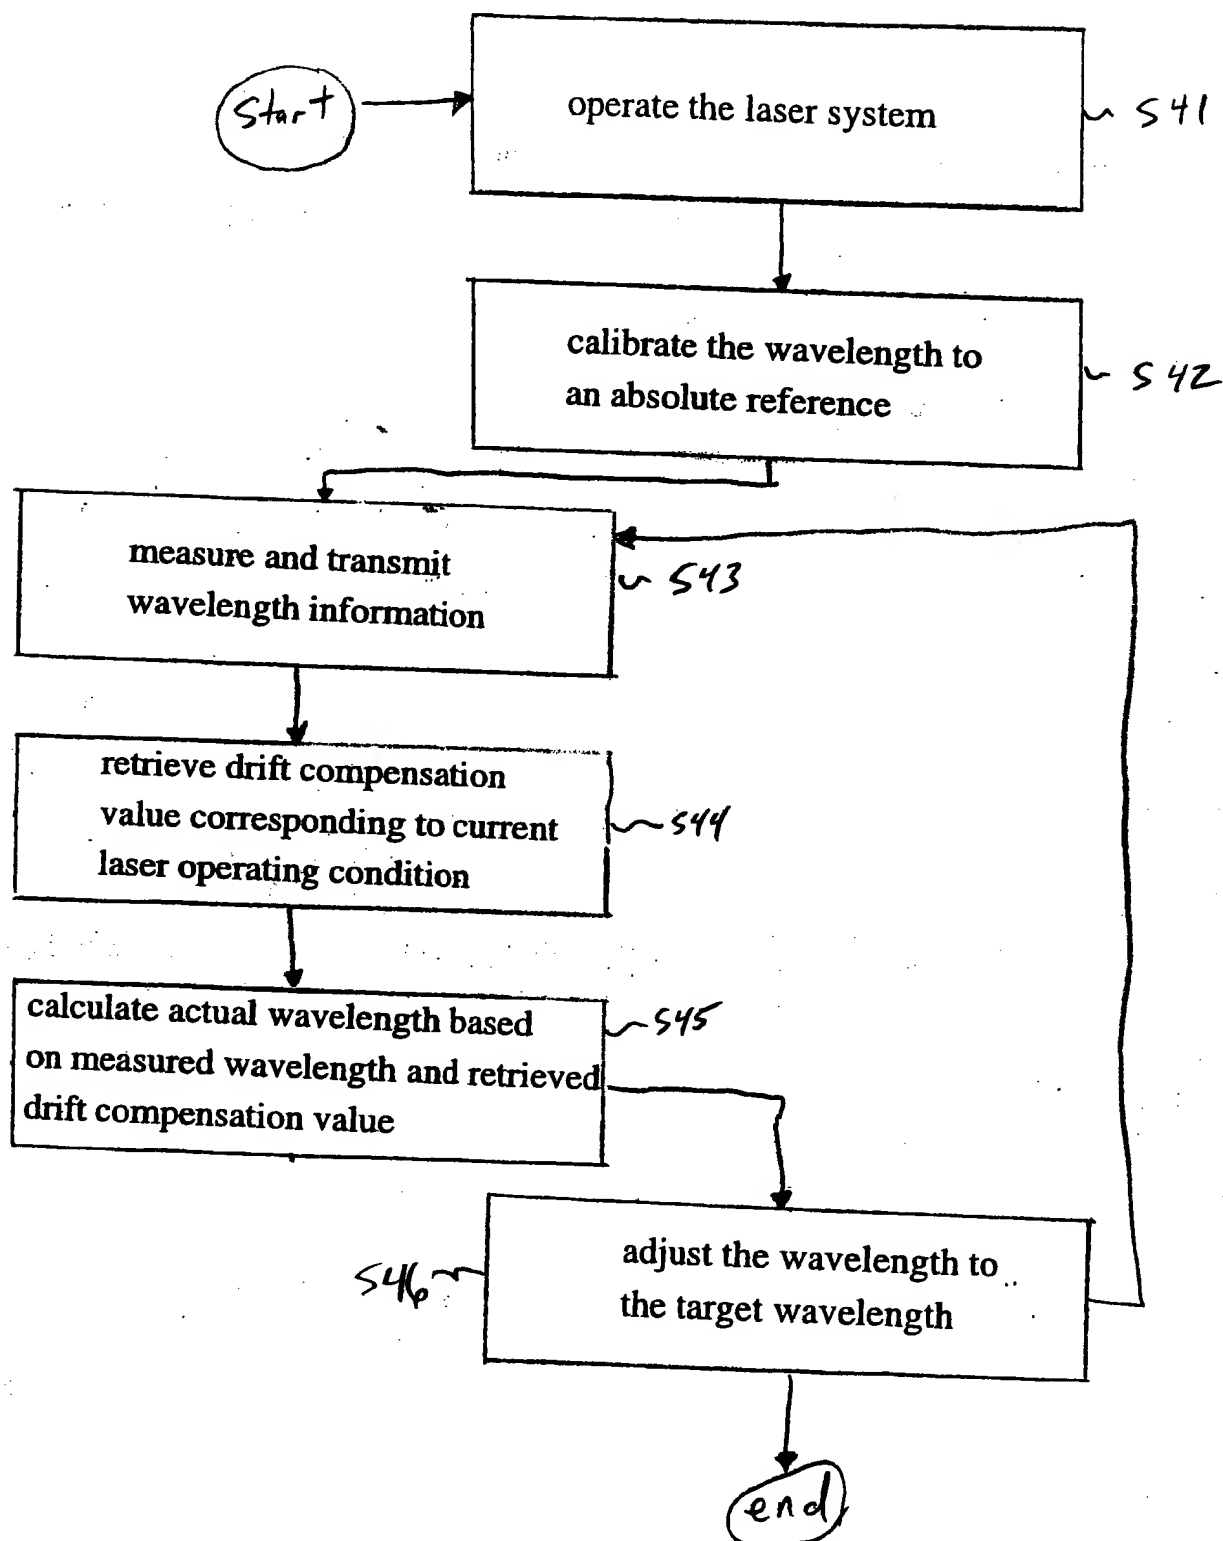 Start
operate the laser system
S41
calibrate the wavelength to
an absolute reference
S42
measure and transmit
wavelength information
S43
retrieve drift compensation
value corresponding to current
laser operating condition
S44
calculate actual wavelength based
on measured wavelength and retrieved
drift compensation value
S45
adjust the wavelength to
the target wavelength
S46
end